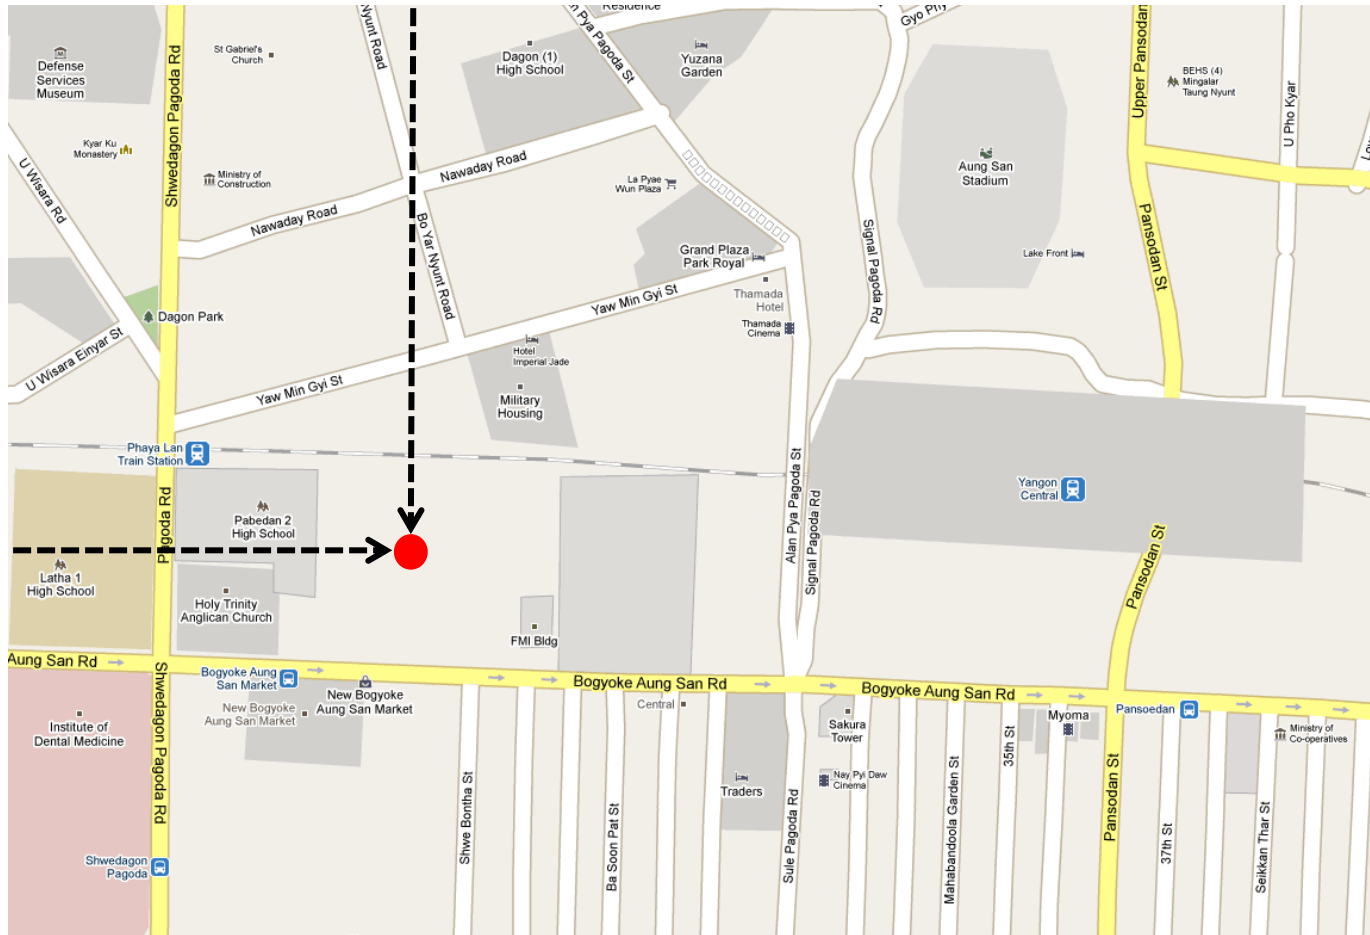 Residence
Gyo Phy
Defense
Services
Museum
St Gabriel's
Church
Shwedagon Pagoda Rd
Nyunt Road
Dagon (1)
High School
Pya Pagoda St
Yuzana
Garden
Upper Pansodan
BEHS (4)
Mingalar
Taung Nyunt
U Pho Kyar
Kyar Ku
Monastery
U Wisara Rd
Ministry of
Construction
Nawaday Road
Nawaday Road
Bo Yar Nyunt Road
La Pyae
Wun Plaza
Aung San
Stadium
Signal Pagoda Rd
Pansodan St
Grand Plaza
Park Royal
Lake Front
Thamada
Hotel
Thamada
Cinema
Yaw Min Gyi St
Dagon Park
U Wisara Einyar St
Hotel
Imperial Jade
Yaw Min Gyi St
Military
Housing
Phaya Lan
Train Station
Pagoda Rd
Pabedan 2
High School
Alan Pya Pagoda St
Signal Pagoda Rd
Yangon
Central
Pansodan St
Latha 1
High School
Holy Trinity
Anglican Church
FMI Bldg
Aung San Rd
Bogyoke Aung
San Market
New Bogyoke
Aung San Market
New Bogyoke
Aung San Market
Bogyoke Aung San Rd
Bogyoke Aung San Rd
Central
Shwedagon Pagoda Rd
Institute of
Dental Medicine
Sakura
Tower
35th St
Myoma
Pansoedan
Ministry of
Co-operatives
Traders
Nay Pyi Daw
Cinema
Shwe Bontha St
Ba Soon Pat St
Sule Pagoda Rd
Mahabandoola Garden St
Pansodan St
37th St
Seikkan Thar St
Shwedagon
Pagoda